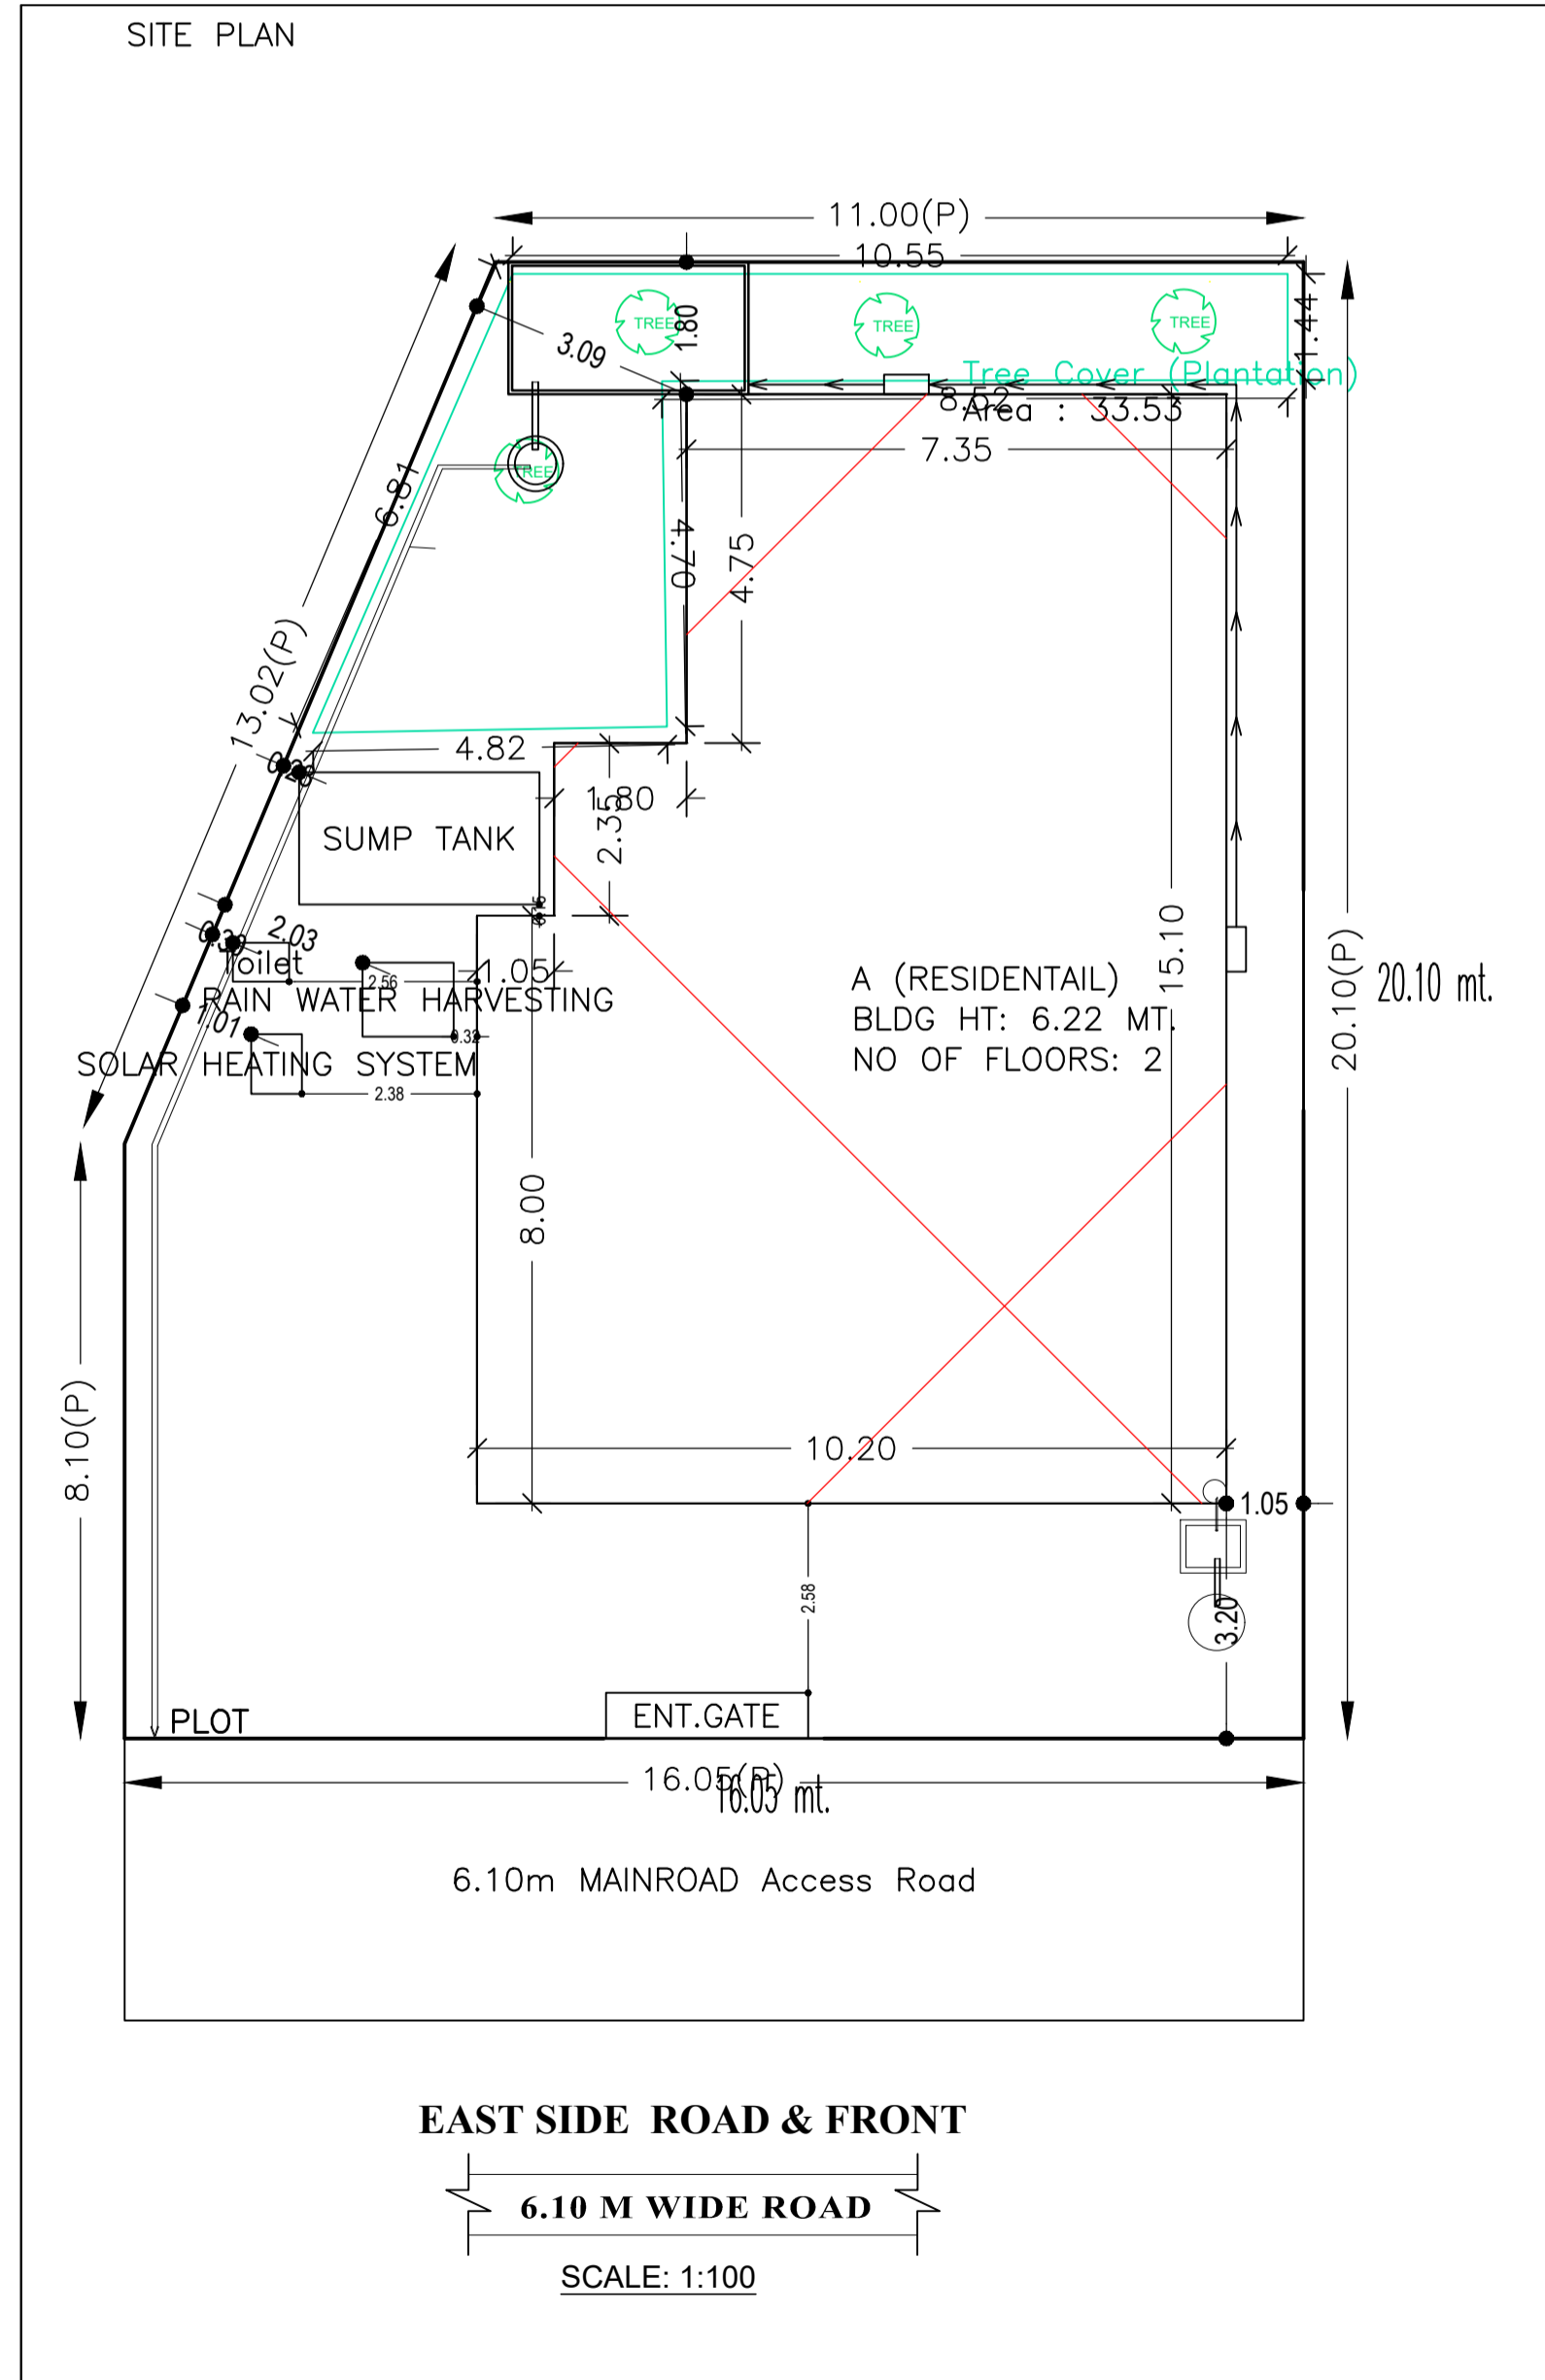 SITE PLAN
11.00(P)
10.55
1.44
TREE
1.80
TREE
TREE
3.09
Tree Cover (Plantation)
8.52
Area : 33.53
7.35
TREE
6.81
4.70
4.75
13.02(P)
4.82
0.23
1.80
2.35
SUMP TANK
0.15
2.03
Toilet
1.05
2.56
RAIN WATER HARVESTING
1.01
0.32
SOLAR HEATING SYSTEM
2.38
A (RESIDENTAIL)
BLDG HT: 6.22 MT.
NO OF FLOORS: 2
15.10
20.10(P)
20.10 mt.
8.00
8.10(P)
10.20
1.05
2.58
3.20
PLOT
ENT.GATE
16.05(P)
16.05 mt.
6.10m MAINROAD Access Road
EAST SIDE ROAD & FRONT
6.10 M WIDE ROAD
SCALE: 1:100